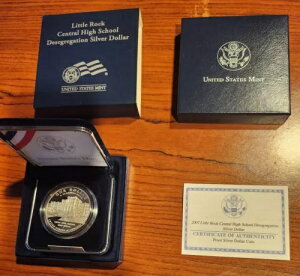 Little Rock
Central High School
Desegregation Silver Dollar
UNITED STATES MINT
UNITED STATES MINT
2007 Little Rock Central High School Desegregation
Silver Dollar
CERTIFICATE OF AUTHENTICITY
Proof Silver Dollar Coin